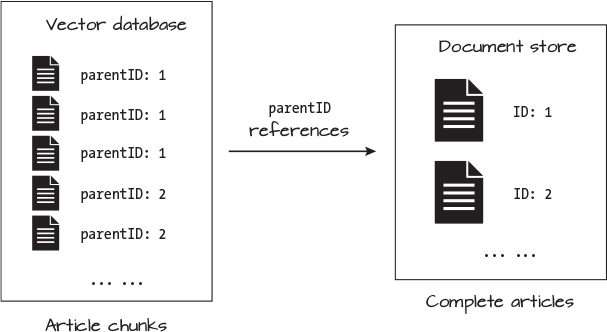 Vector database
parentID: 1
parentID: 1
parentID: 1
parentID: 2
parentID: 2
... ...
Article chunks
parentID
references
Document store
ID: 1
ID: 2
... ...
Complete articles